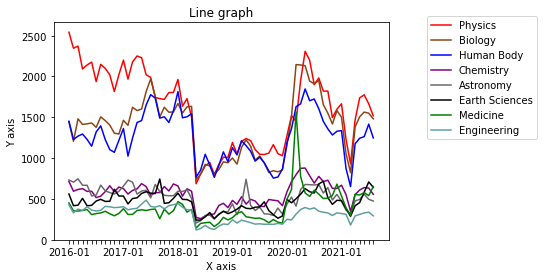 Line graph
Y axis
2500
2000
1500
1000
500
0
2016-01 2017-01 2018-01 2019-01 2020-01 2021-01
X axis
Physics
Biology
Human Body
Chemistry
Astronomy
Earth Sciences
Medicine
Engineering